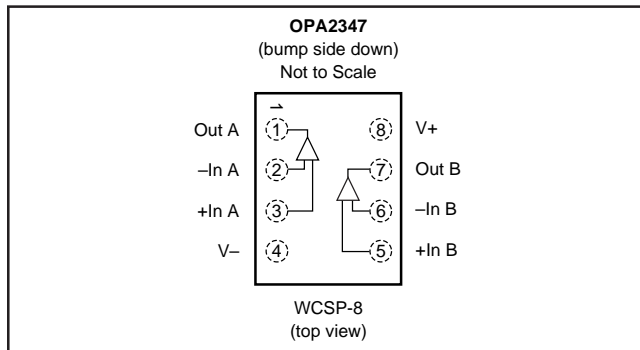 OPA2347
(bump side down)
Not to Scale
1
Out A 1 8 V+
–In A 2 7 Out B
+In A 3 6 –In B
V– 4 5 +In B
WCSP-8
(top view)